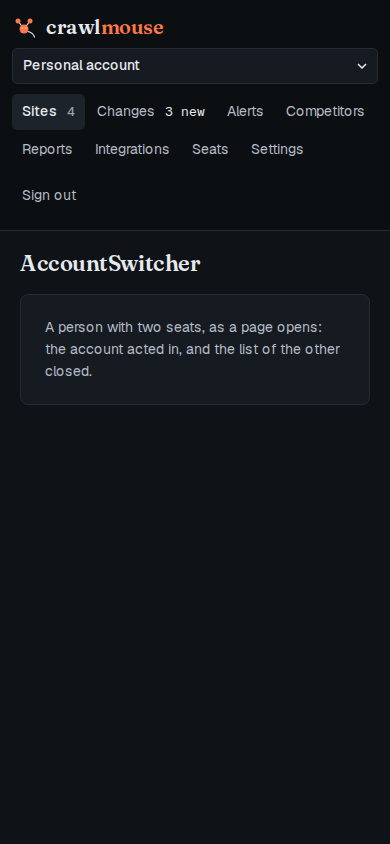 crawlmouse
Personal account
Sites 4 Changes 3 new Alerts Competitors
Reports Integrations Seats Settings
Sign out
AccountSwitcher
A person with two seats, as a page opens:
the account acted in, and the list of the other
closed.